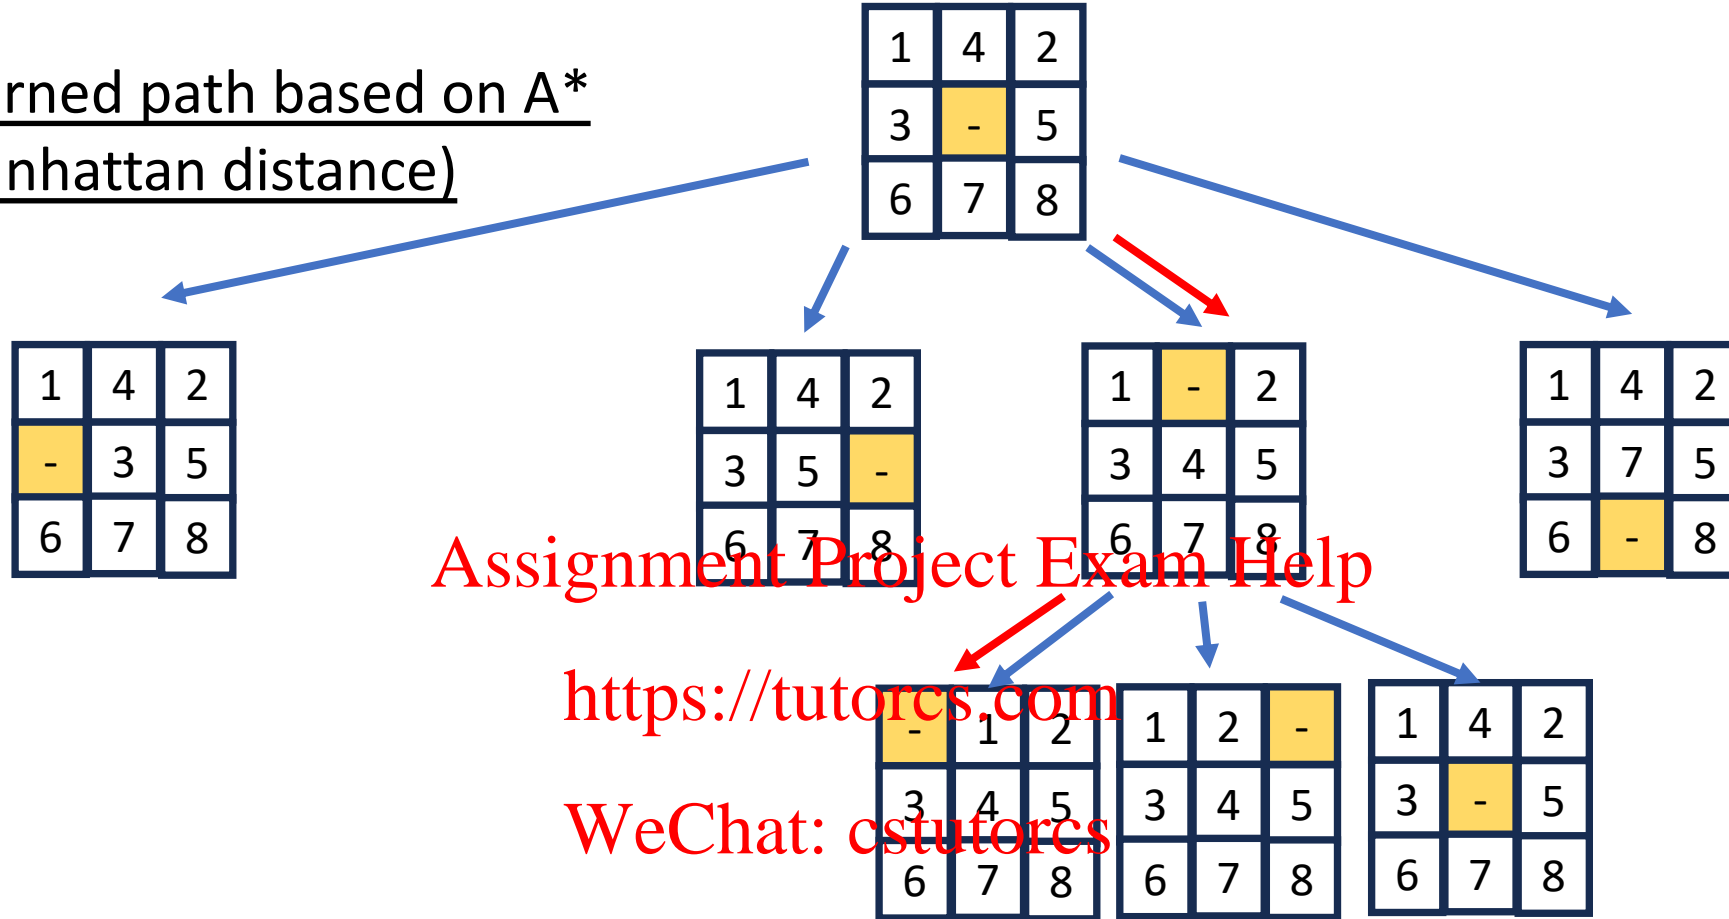 rned path based on A*
nhattan distance)
1 4 2
3 - 5
6 7 8
1 4 2
- 3 5
6 7 8
1 4 2
3 5 -
6 7 8
1 - 2
3 4 5
6 7 8
1 4 2
3 7 5
6 - 8
Assignment Project Exam Help
https://tutorcs.com
WeChat: cstutorcs
- 1 2
3 4 5
6 7 8
1 2 -
3 4 5
6 7 8
1 4 2
3 - 5
6 7 8